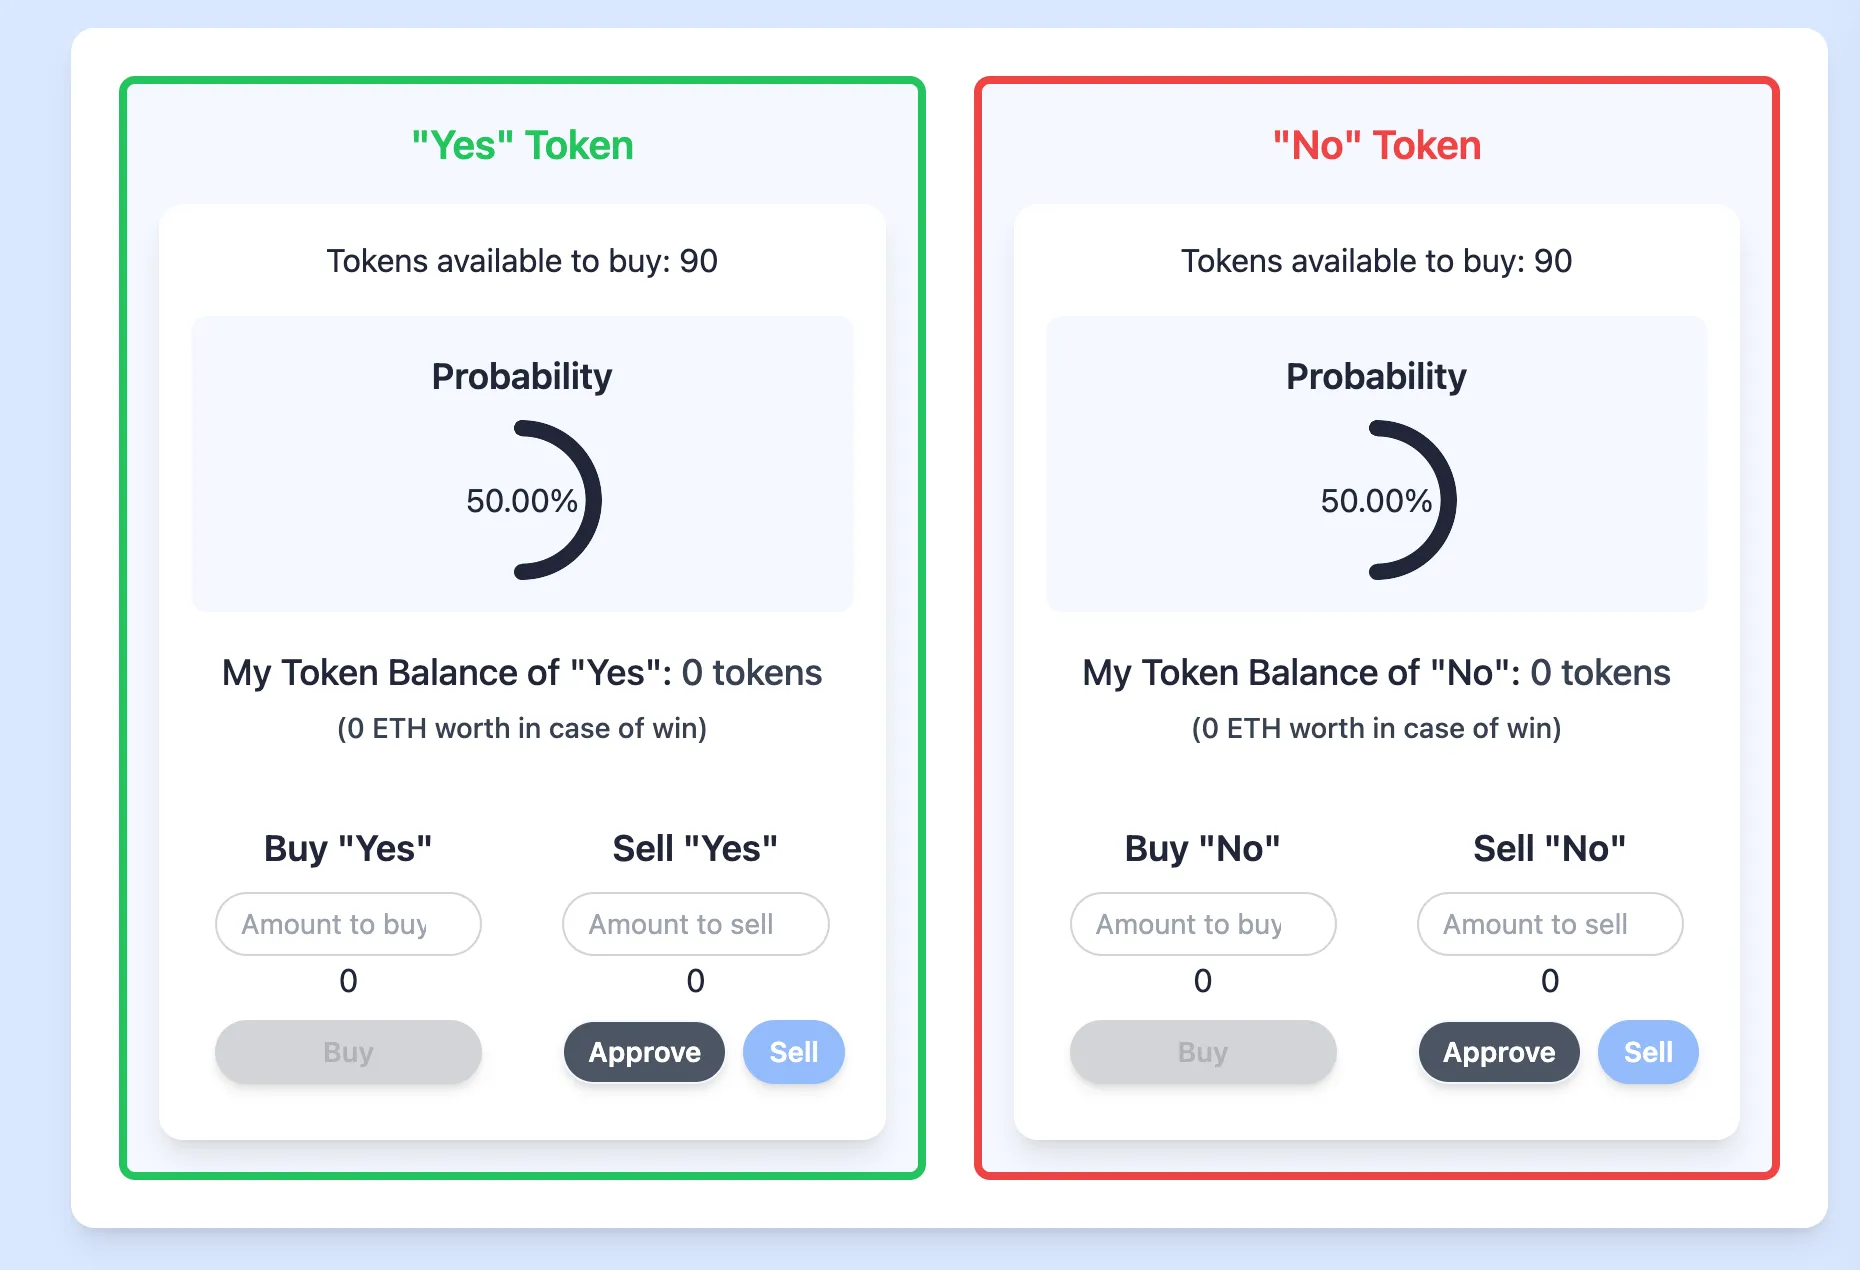 "Yes" Token
Tokens available to buy: 90
Probability
50.00%
My Token Balance of "Yes": 0 tokens
(0 ETH worth in case of win)
Buy "Yes"
Sell "Yes"
Amount to buy
Amount to sell
0
0
Buy
Approve
Sell
"No" Token
Tokens available to buy: 90
Probability
50.00%
My Token Balance of "No": 0 tokens
(0 ETH worth in case of win)
Buy "No"
Sell "No"
Amount to buy
Amount to sell
0
0
Buy
Approve
Sell